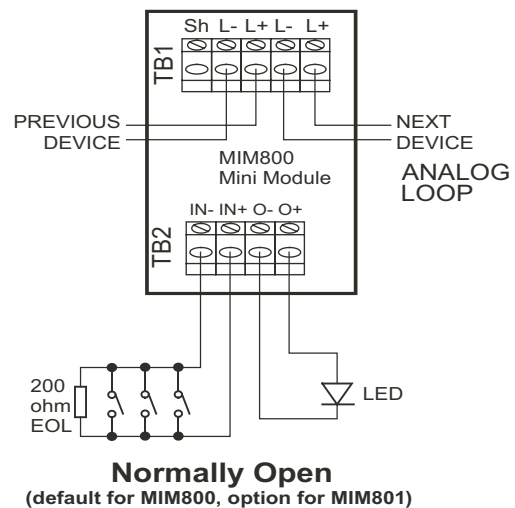 Sh L- L+ L- L+
TB1
PREVIOUS
DEVICE
NEXT
DEVICE
MIM800
Mini Module
ANALOG
LOOP
IN- IN+ O- O+
TB2
200
ohm
EOL
LED
Normally Open
(default for MIM800, option for MIM801)